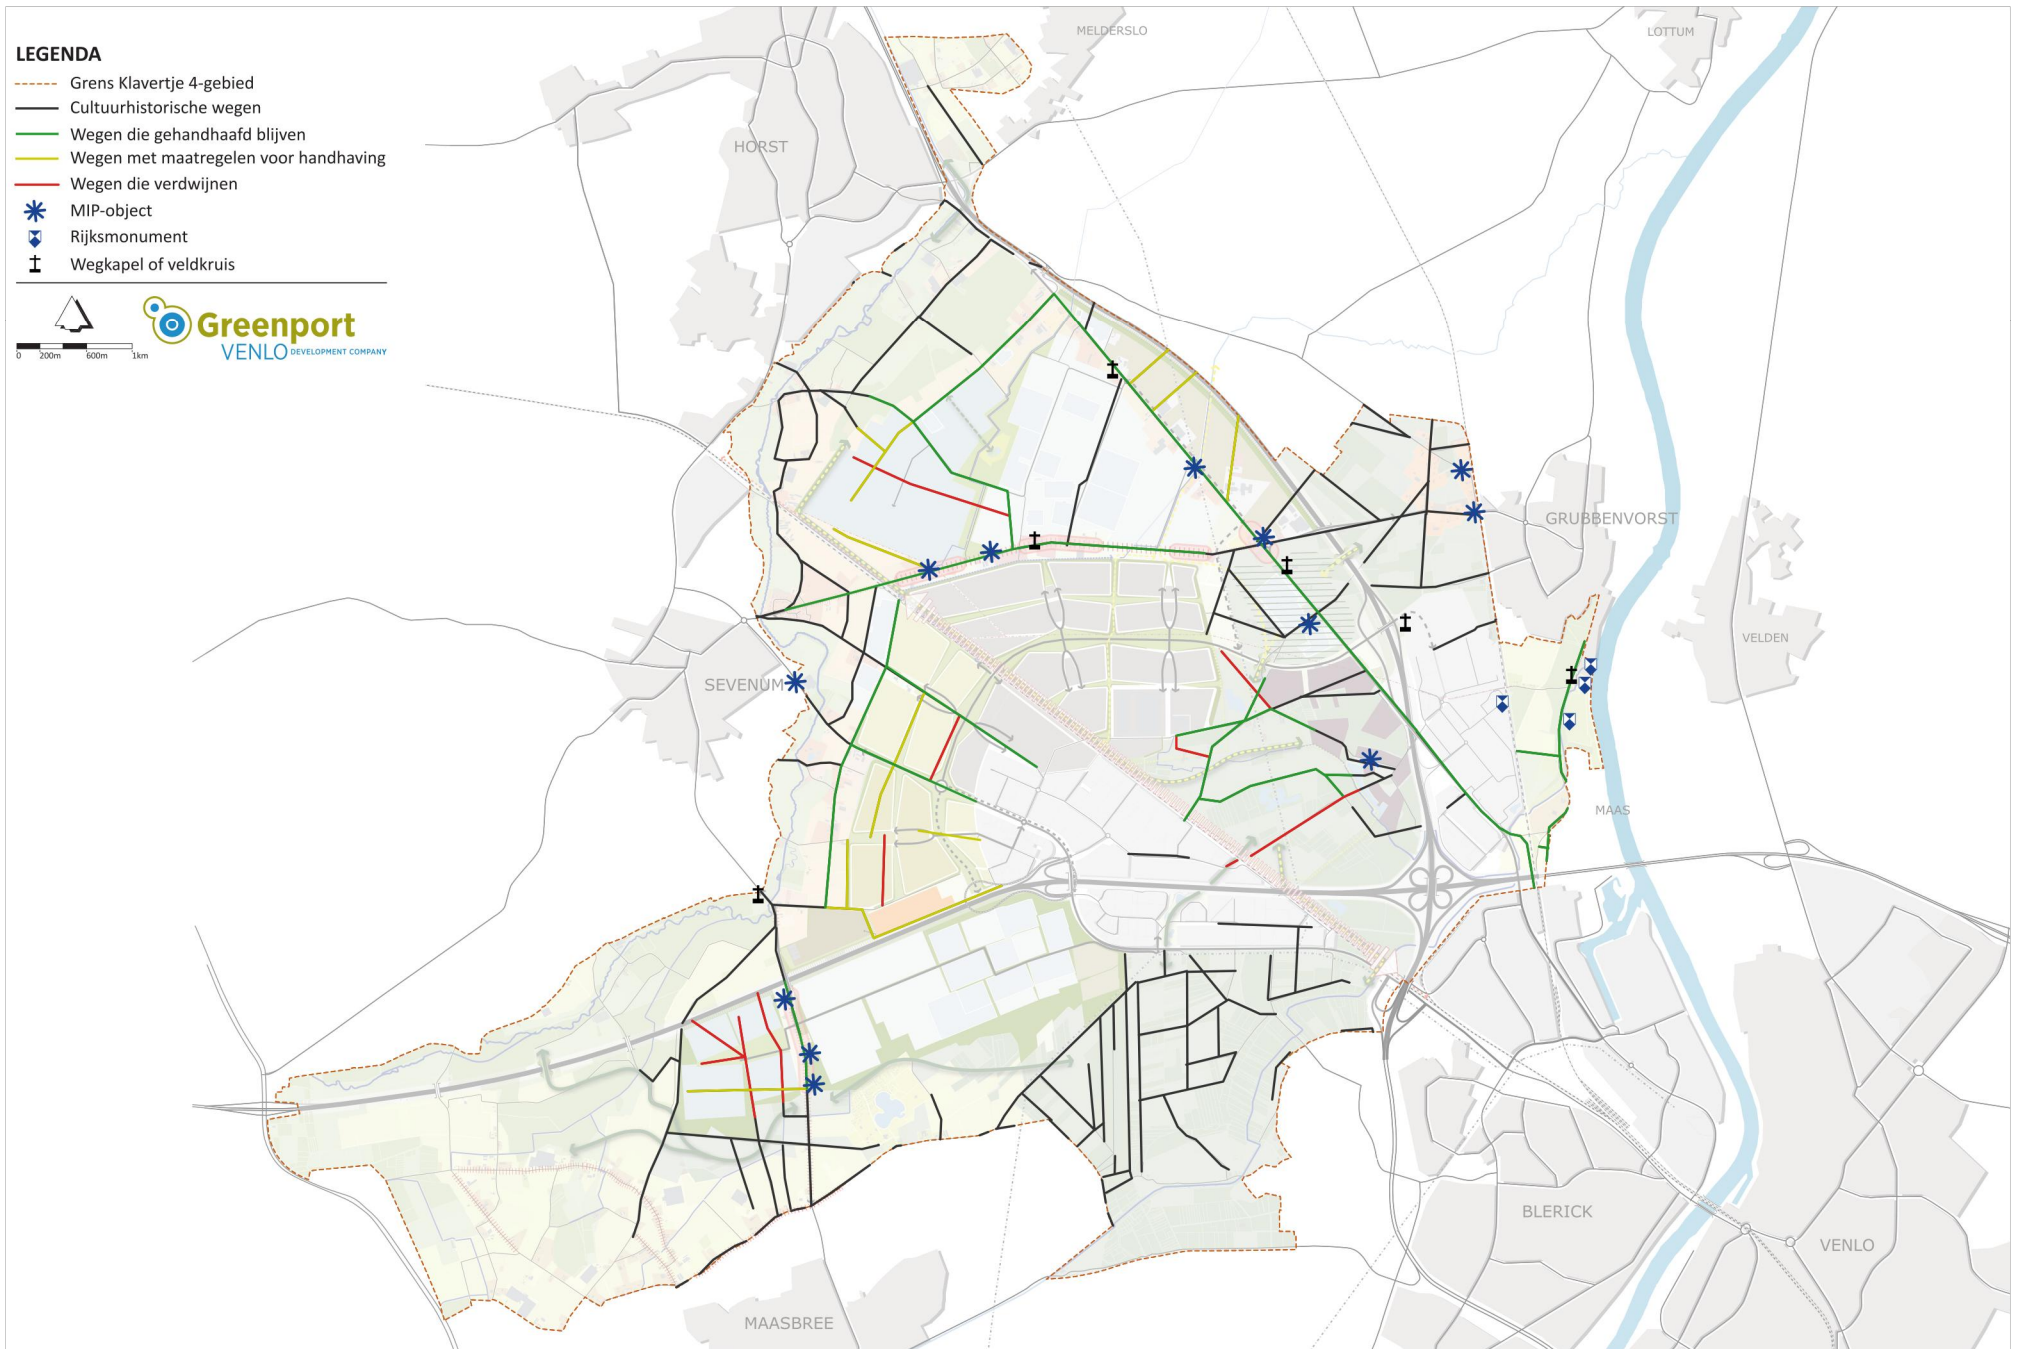 LEGENDA
Grens Klavertje 4-gebied
Cultuurhistorische wegen
Wegen die gehandhaafd blijven
Wegen met maatregelen voor handhaving
Wegen die verdwijnen
MIP-object
Rijksmonument
Wegkapel of veldkruis
0 200m 600m 1km
Greenport
VENLO DEVELOPMENT COMPANY
MELDERSLO
LOTTUM
HORST
GRUBBENVORST
VELDEN
SEVENUM
MAAS
BLERICK
VENLO
MAASBREE